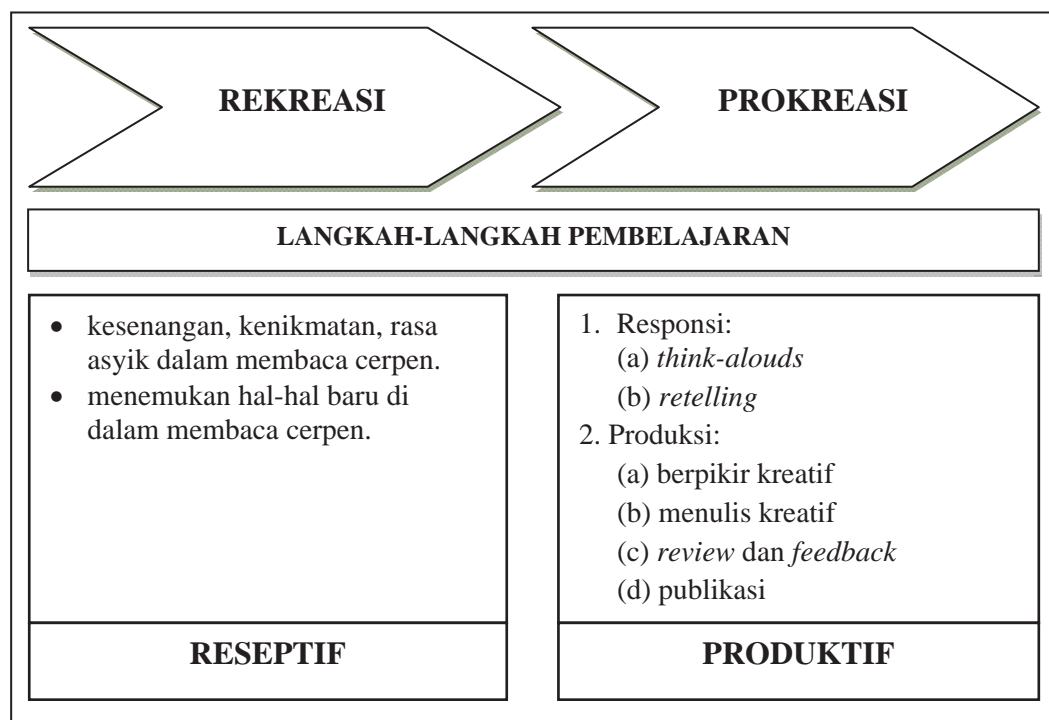 REKREASI
PROKREASI
LANGKAH-LANGKAH PEMBELAJARAN
• kesenangan, kenikmatan, rasa
asyik dalam membaca cerpen.
• menemukan hal-hal baru di
dalam membaca cerpen.
RESEPTIF
1. Responsi:
(a) think-alouds
(b) retelling
2. Produksi:
(a) berpikir kreatif
(b) menulis kreatif
(c) review dan feedback
(d) publikasi
PRODUKTIF